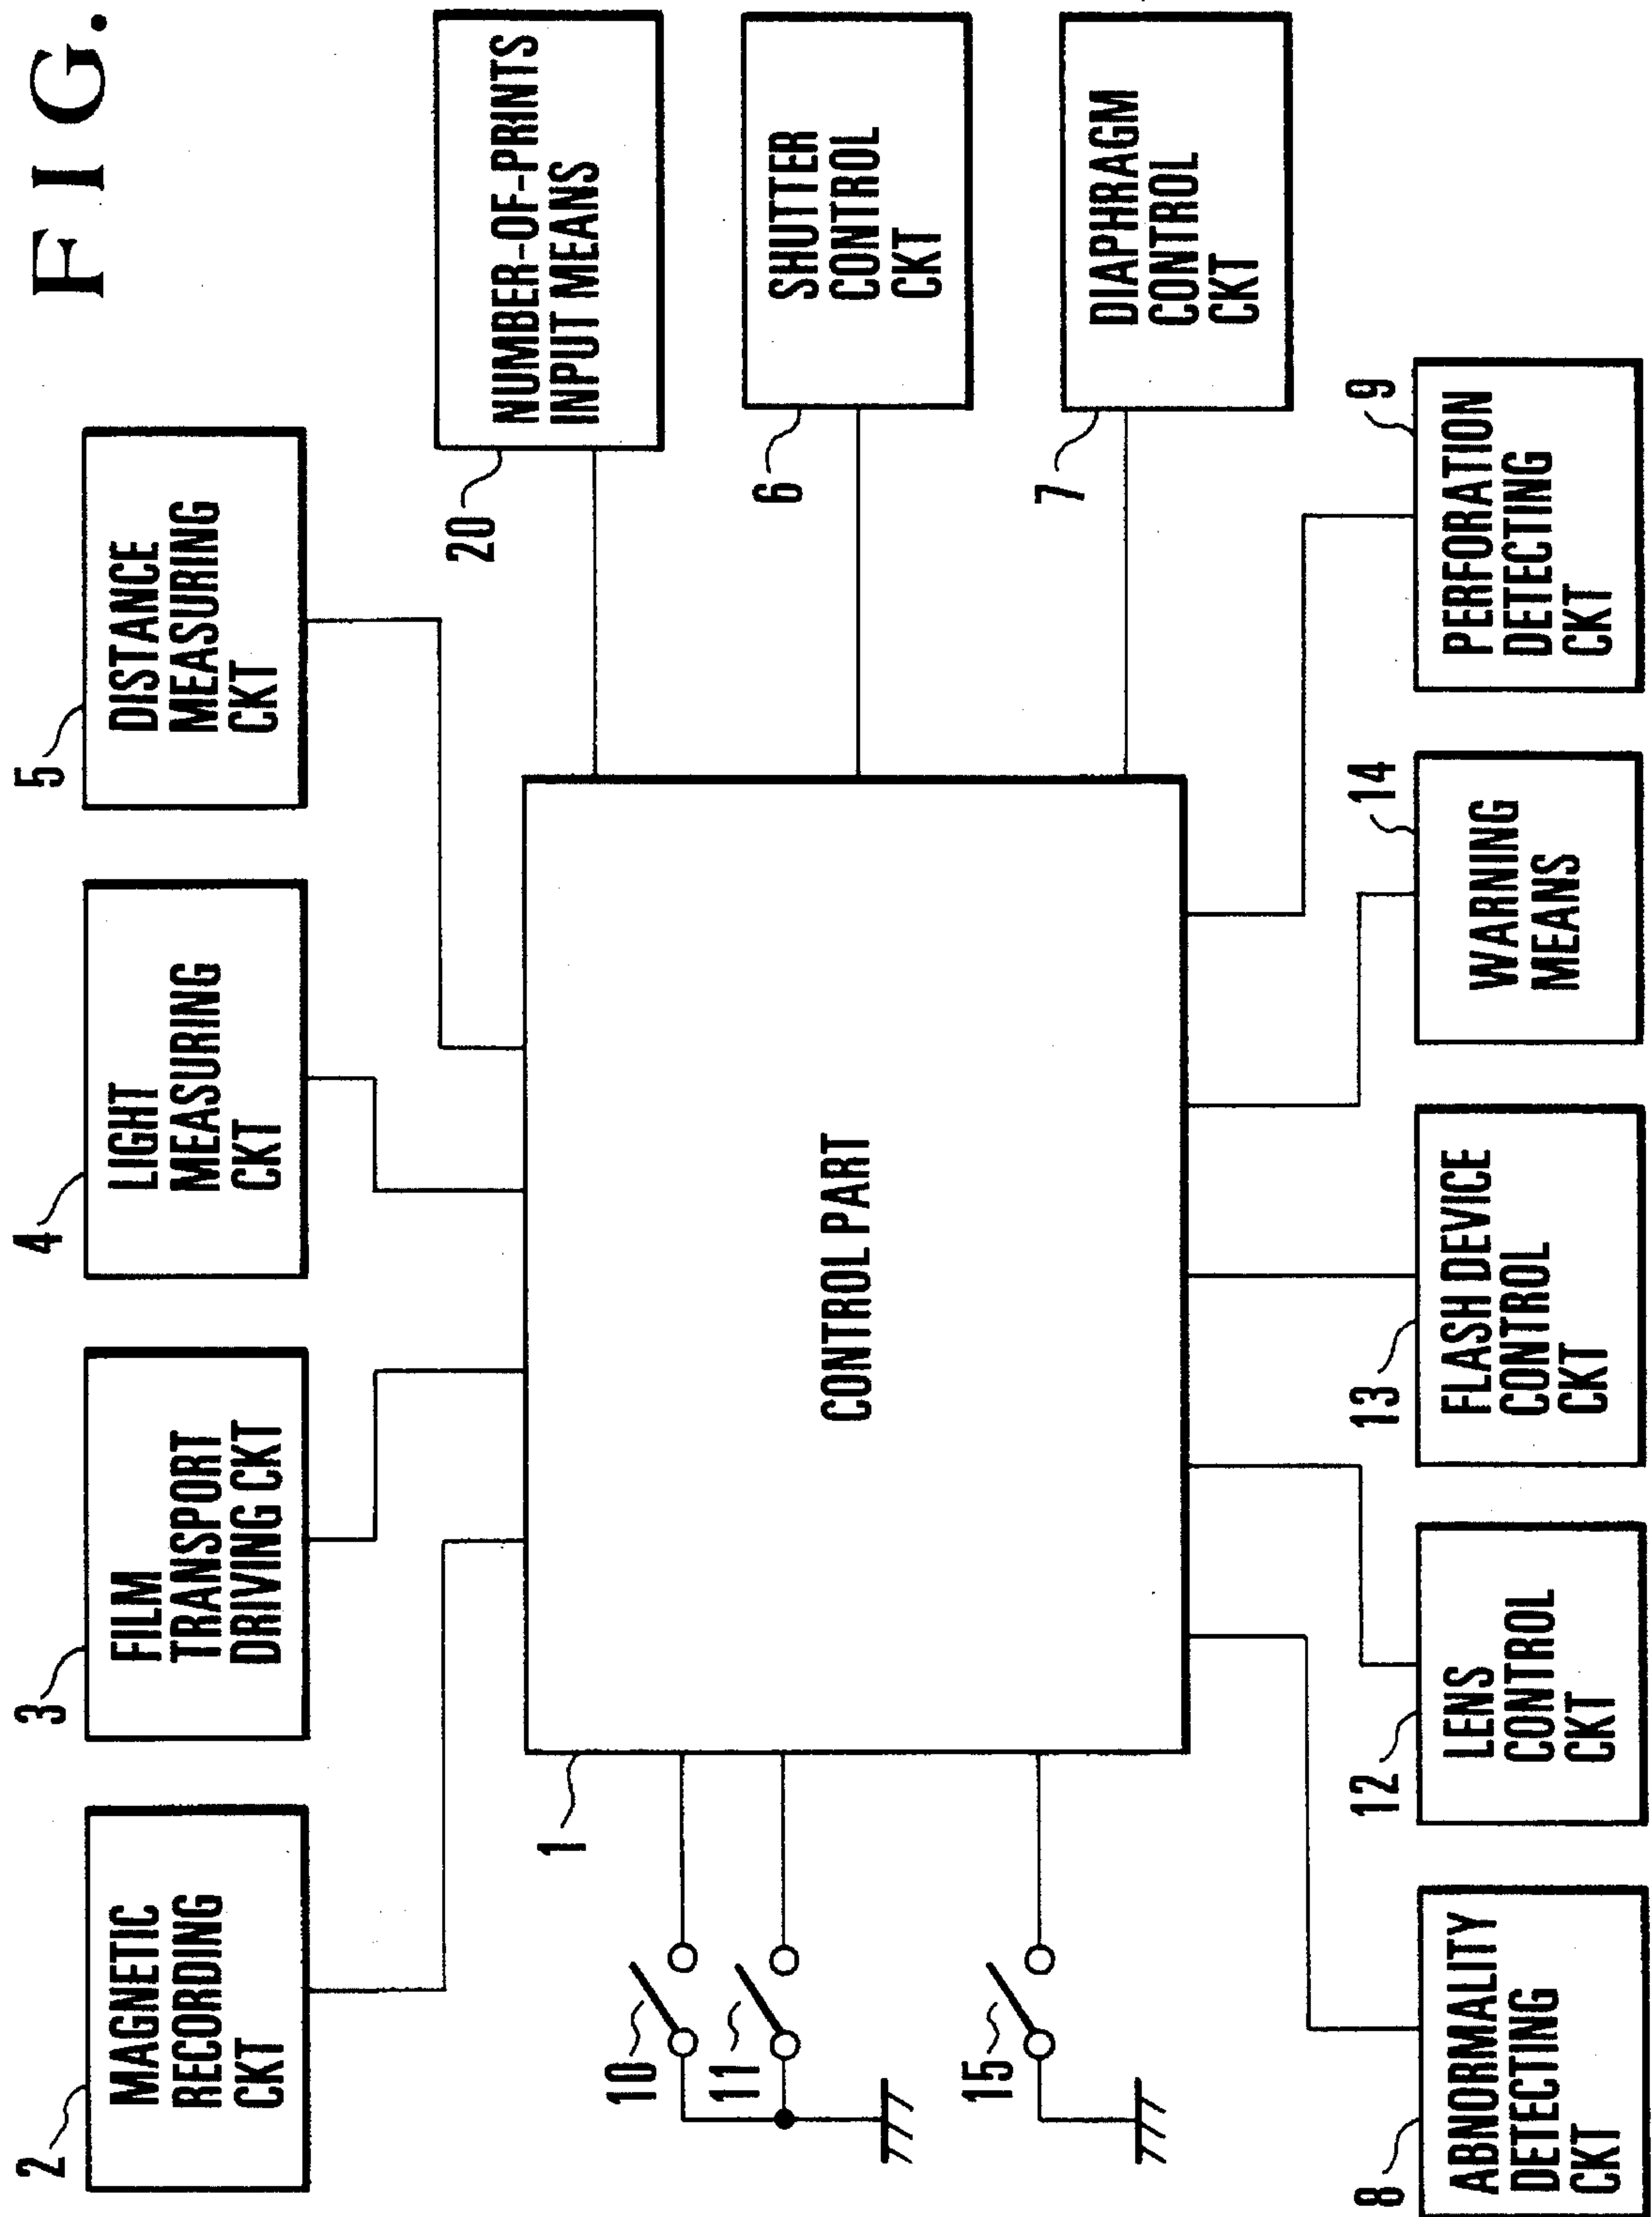 FIG.
2
MAGNETIC
RECORDING
CKT
3
FILM
TRANSPORT
DRIVING CKT
4
LIGHT
MEASURING
CKT
5
DISTANCE
MEASURING
CKT
20
NUMBER-OF-PRINTS
INPUT MEANS
1
CONTROL PART
10
11
15
6
SHUTTER
CONTROL
CKT
7
DIAPHRAGM
CONTROL
CKT
8
ABNORMALITY
DETECTING
CKT
12
LENS
CONTROL
CKT
13
FLASH DEVICE
CONTROL
CKT
14
WARNING
MEANS
9
PERFORATION
DETECTING
CKT